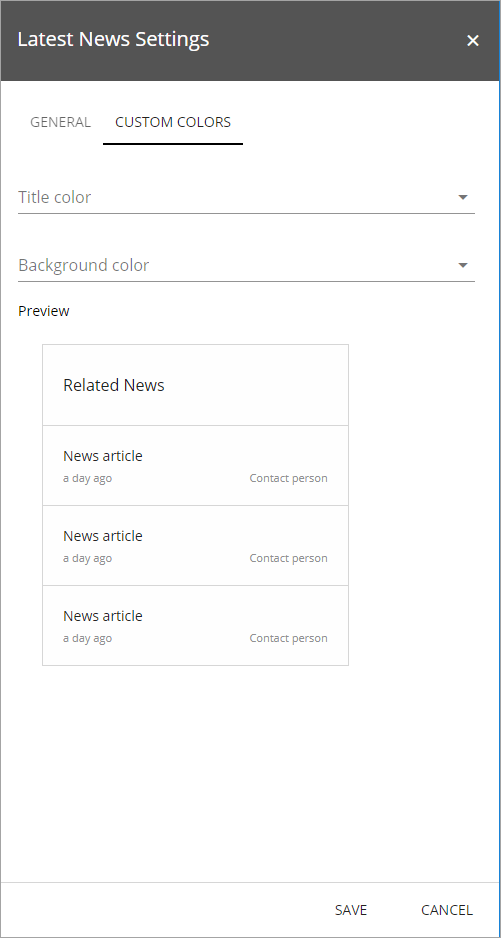 Latest News Settings
GENERAL CUSTOM COLORS
Title color
Background color
Preview
Related News
News article
a day ago Contact person
News article
a day ago Contact person
News article
a day ago Contact person
SAVE CANCEL